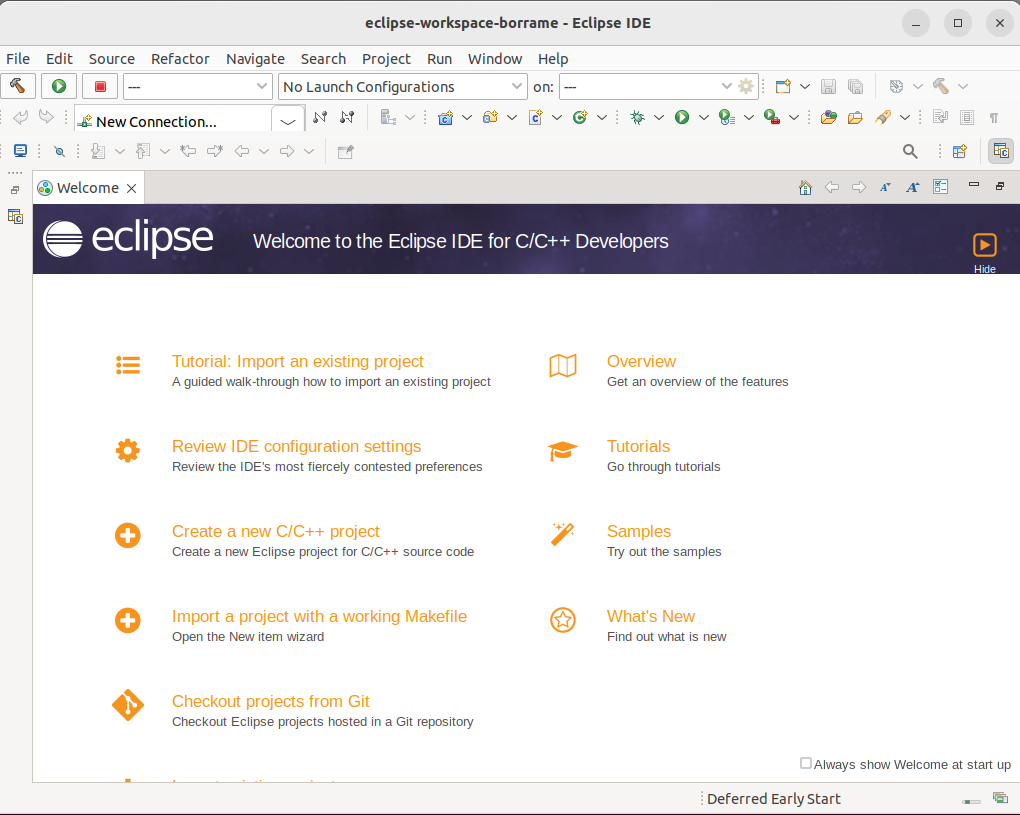 eclipse-workspace-borrame - Eclipse IDE
File Edit Source Refactor Navigate Search Project Run Window Help
--- No Launch Configurations on: ---
New Connection...
Welcome
eclipse Welcome to the Eclipse IDE for C/C++ Developers
Hide
Tutorial: Import an existing project
A guided walk-through how to import an existing project
Overview
Get an overview of the features
Review IDE configuration settings
Review the IDE's most fiercely contested preferences
Tutorials
Go through tutorials
Create a new C/C++ project
Create a new Eclipse project for C/C++ source code
Samples
Try out the samples
Import a project with a working Makefile
Open the New item wizard
What's New
Find out what is new
Checkout projects from Git
Checkout Eclipse projects hosted in a Git repository
Always show Welcome at start up
Deferred Early Start